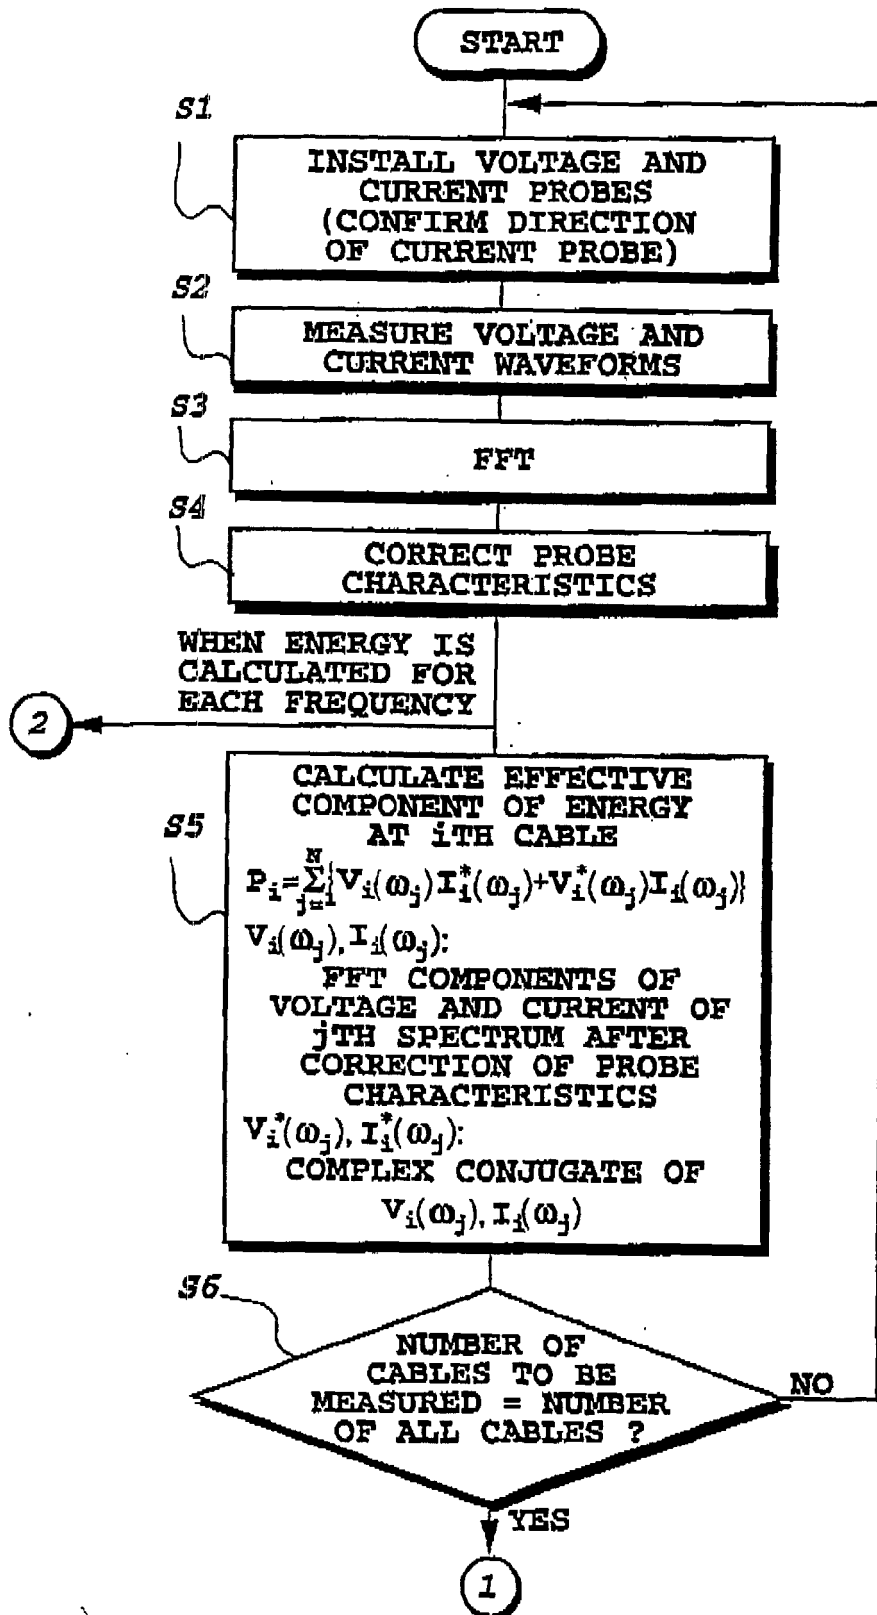 START
S1
INSTALL VOLTAGE AND
CURRENT PROBES
(CONFIRM DIRECTION
OF CURRENT PROBE)
S2
MEASURE VOLTAGE AND
CURRENT WAVEFORMS
S3
FFT
S4
CORRECT PROBE
CHARACTERISTICS
WHEN ENERGY IS
CALCULATED FOR
EACH FREQUENCY
2
S5
CALCULATE EFFECTIVE
COMPONENT OF ENERGY
AT iTH CABLE
P_i=∑_{j=1}^{N}{V_i(ω_j)I_i^*(ω_j)+V_i^*(ω_j)I_i(ω_j)}
V_i(ω_j), I_i(ω_j):
FFT COMPONENTS OF
VOLTAGE AND CURRENT OF
jTH SPECTRUM AFTER
CORRECTION OF PROBE
CHARACTERISTICS
V_i^*(ω_j), I_i^*(ω_j):
COMPLEX CONJUGATE OF
V_i(ω_j), I_i(ω_j)
S6
NUMBER OF
CABLES TO BE
MEASURED = NUMBER
OF ALL CABLES ?
NO
YES
1